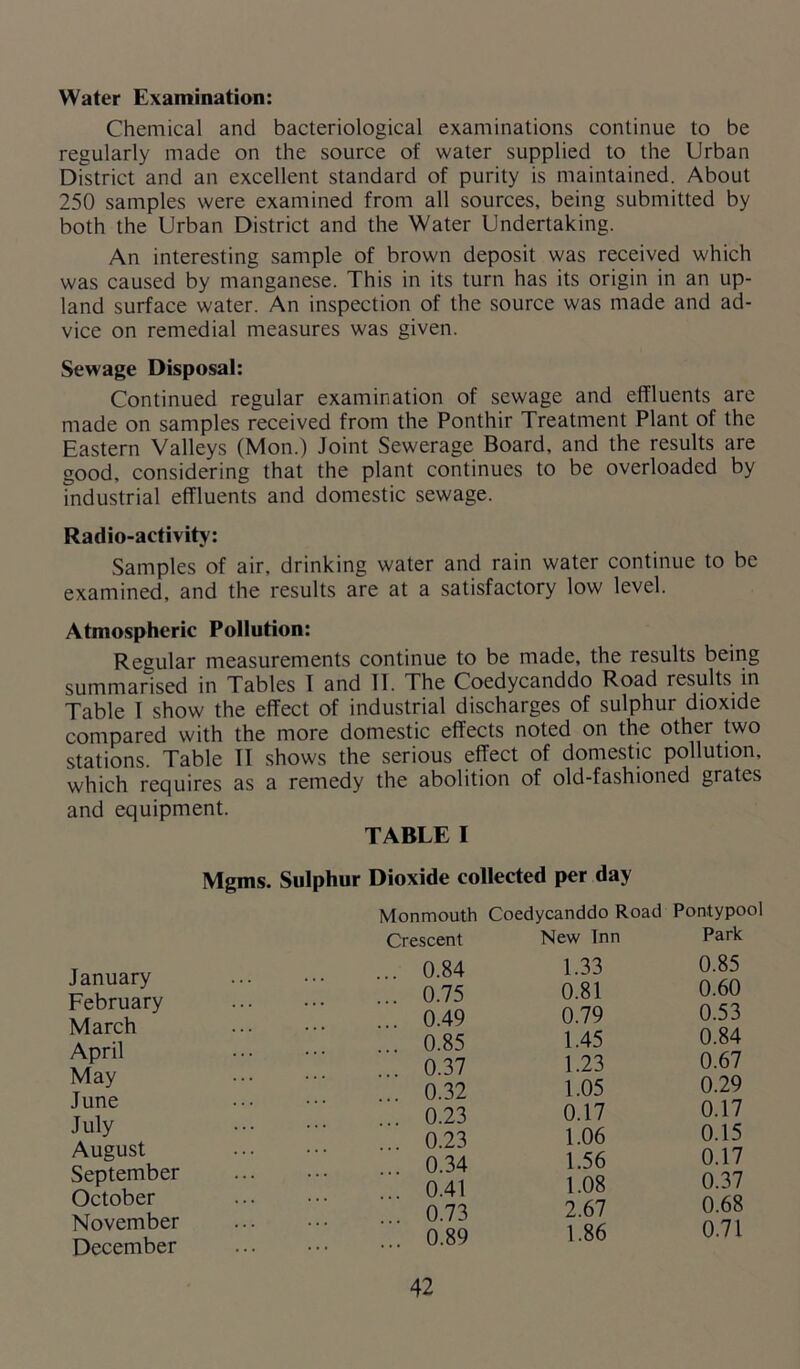 Water Examination:
Chemical and bacteriological examinations continue to be
regularly made on the source of water supplied to the Urban
District and an excellent standard of purity is maintained. About
250 samples were examined from all sources, being submitted by
both the Urban District and the Water Undertaking.
An interesting sample of brown deposit was received which
was caused by manganese. This in its turn has its origin in an up-
land surface water. An inspection of the source was made and ad-
vice on remedial measures was given.
Sewage Disposal:
Continued regular examination of sewage and effluents are
made on samples received from the Ponthir Treatment Plant of the
Eastern Valleys (Mon.) Joint Sewerage Board, and the results are
good, considering that the plant continues to be overloaded by
industrial effluents and domestic sewage.
Radio-activity:
Samples of air, drinking water and rain water continue to be
examined, and the results are at a satisfactory low level.
Atmospheric Pollution:
Regular measurements continue to be made, the results being
summarised in Tables I and II. The Coedycanddo Road results in
Table I show the effect of industrial discharges of sulphur dioxide
compared with the more domestic effects noted on the other two
stations. Table II shows the serious effect of domestic pollution,
which requires as a remedy the abolition of old-fashioned grates
and equipment.
TABLE I
Mgms. Sulphur Dioxide collected per day
Monmouth Coedycanddo Road Pontypool
Crescent New Inn Park
January ... ... ... 0.84 1.33 0.85
February ... ... ... 0.75 0.81 0.60
March ... ... ... 0.49 0.79 0.53
April ... ... ... 0.85 1.45 0.84
May ... ... ... 0.37 1.23 0.67
June ... ... ... 0.32 1.05 0.29
July ... ... ... 0.23 0.17 0.17
August ... ... ... 0.23 1.06 0.15
September ... ... ... 0.34 1.56 0.17
October ... ... ... 0.41 1.08 0.37
November ... ... ... 0.73 2.67 0.68
December ... ... ... 0.89 1.86 0.71
42